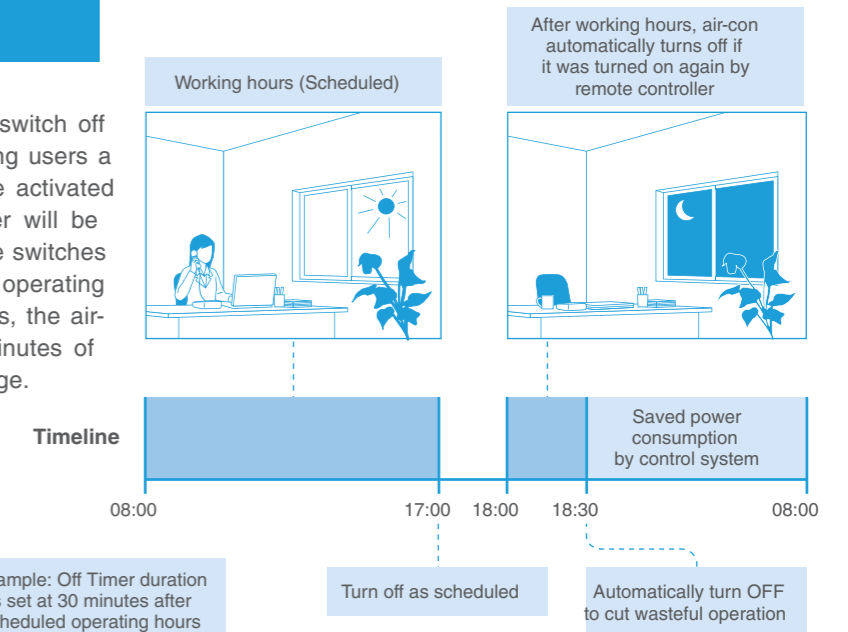 switch off
ng users a
e activated
er will be
e switches
operating
s, the air-
inutes of
ge.
Working hours (Scheduled)
After working hours, air-con
automatically turns off if
it was turned on again by
remote controller
Timeline
Saved power
consumption
by control system
08:00
17:00
18:00
18:30
08:00
ample: Off Timer duration
s set at 30 minutes after
heduled operating hours
Turn off as scheduled
Automatically turn OFF
to cut wasteful operation